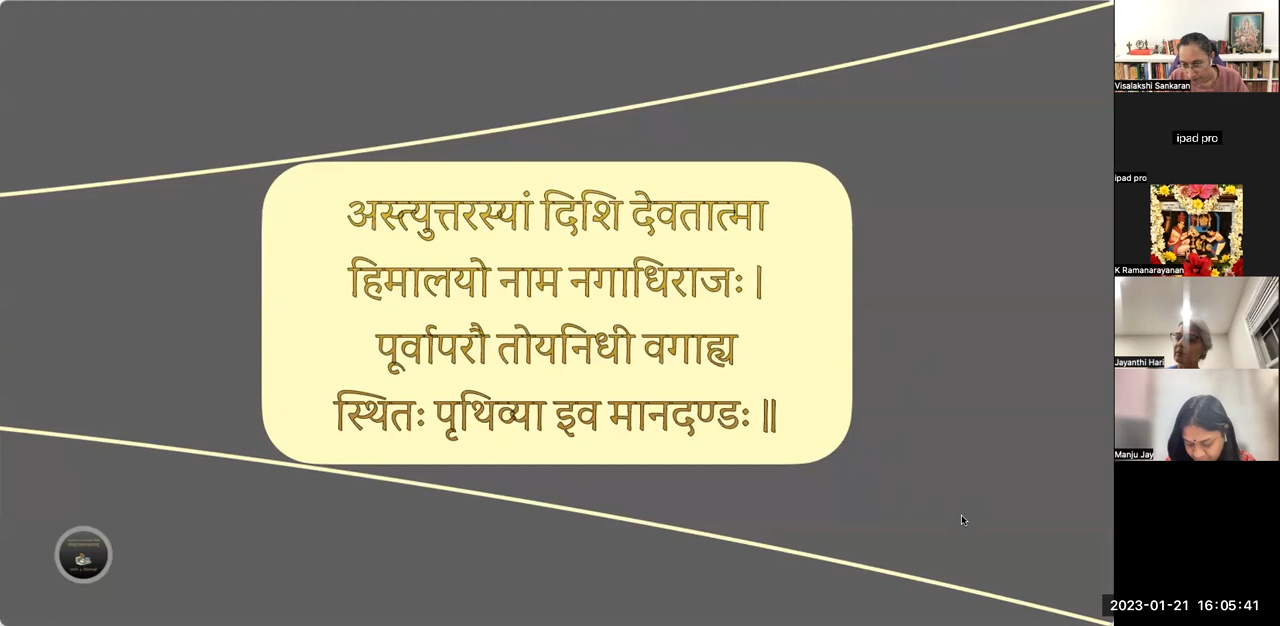 अस्त्युत्तरस्यां दिशि देवतात्मा
हिमालयो नाम नगाधिराजः ।
पूर्वापरौ तोयनिधी वगाह्य
स्थितः पृथिव्या इव मानदण्डः ॥
Visalakshi Sankaran
ipad pro
ipad pro
K Ramanarayanan
Jayanthi Hari
Manju Jay
2023-01-21 16:05:41